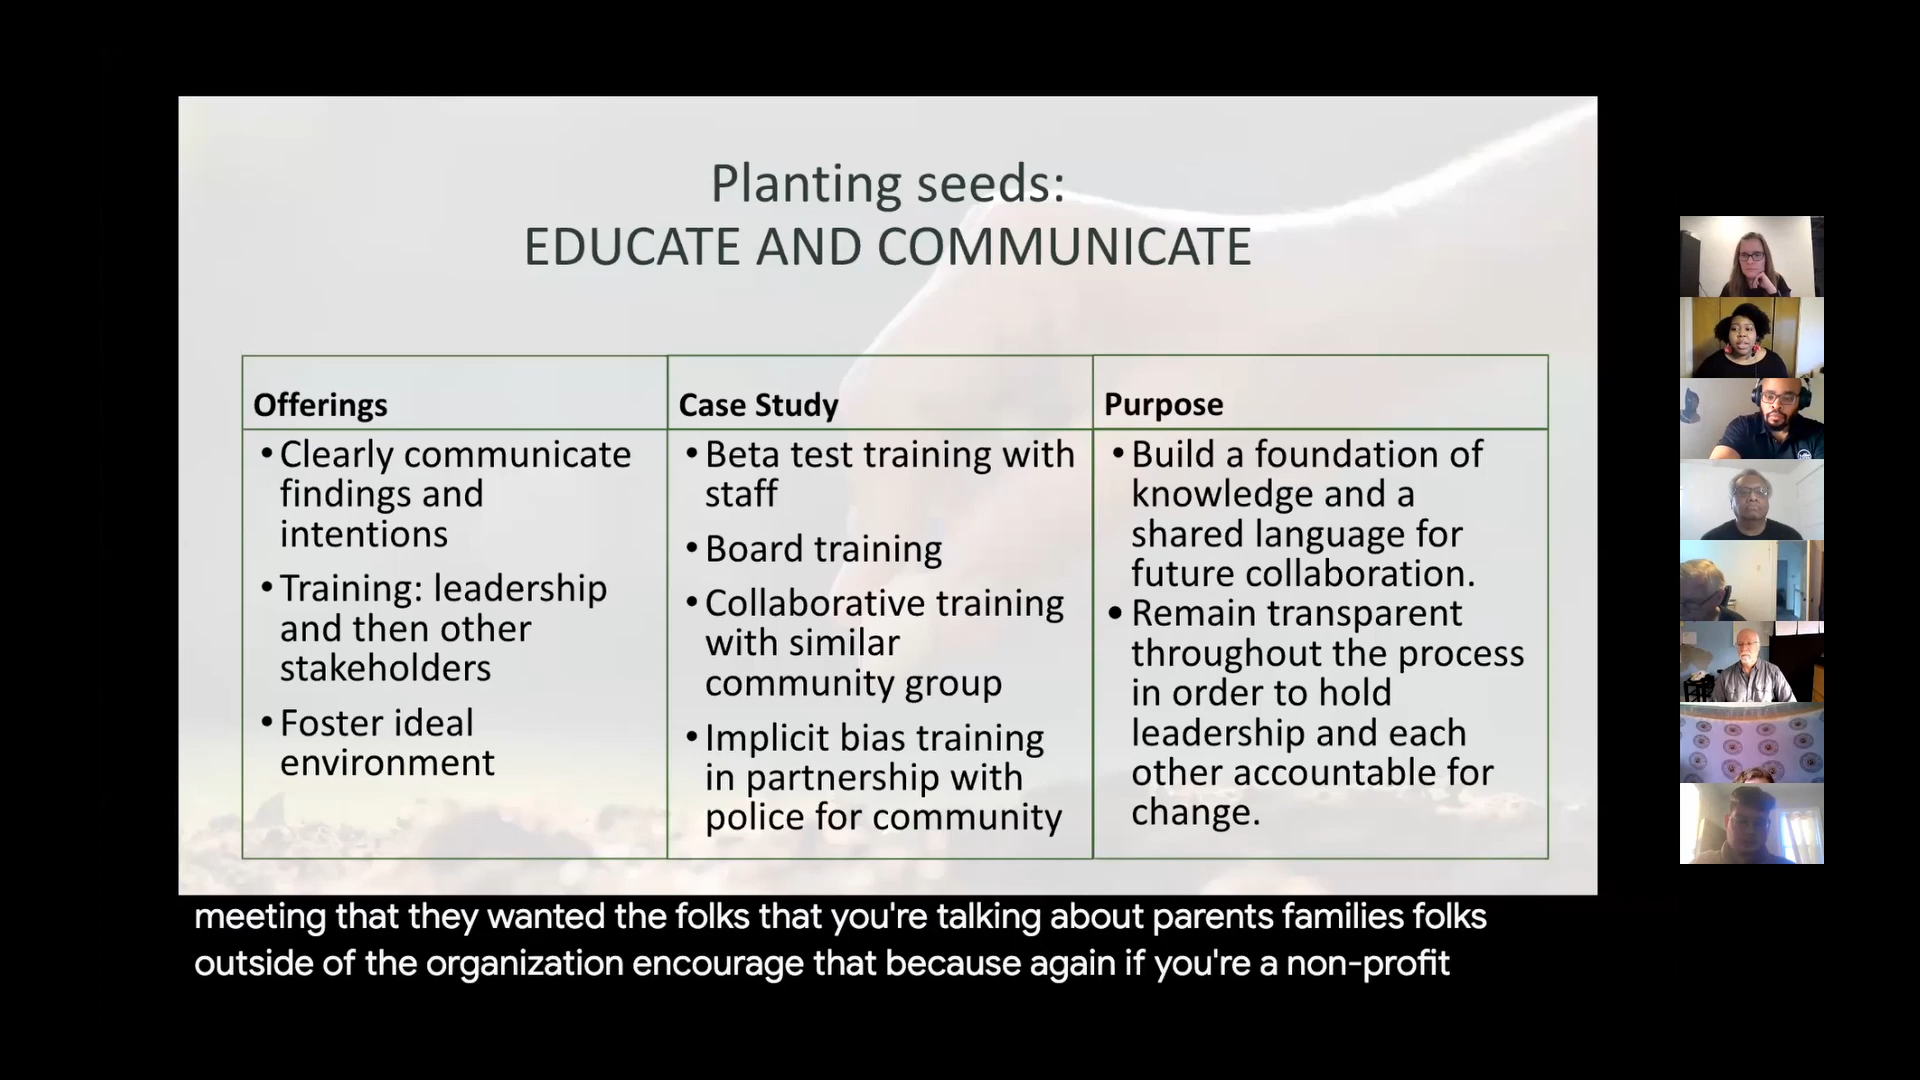 Planting seeds:
EDUCATE AND COMMUNICATE
Offerings
• Clearly communicate
findings and
intentions
• Training: leadership
and then other
stakeholders
• Foster ideal
environment
Case Study
• Beta test training with
staff
• Board training
• Collaborative training
with similar
community group
• Implicit bias training
in partnership with
police for community
Purpose
• Build a foundation of
knowledge and a
shared language for
future collaboration.
• Remain transparent
throughout the process
in order to hold
leadership and each
other accountable for
change.
meeting that they wanted the folks that you're talking about parents families folks
outside of the organization encourage that because again if you're a non-profit